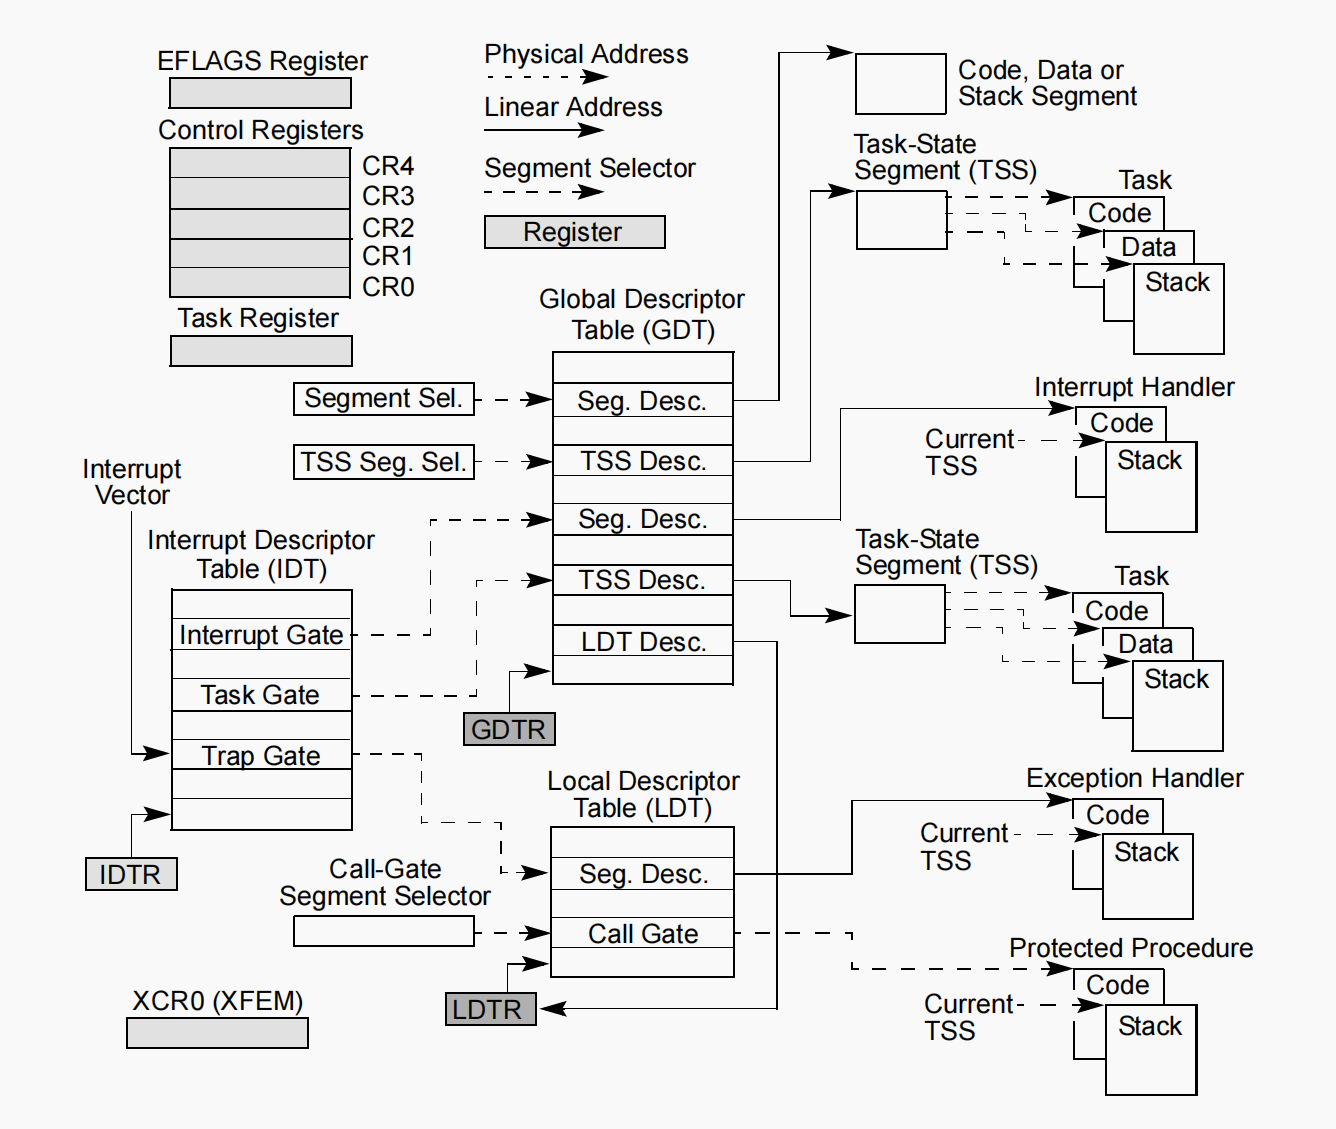 EFLAGS Register
Control Registers
CR4
CR3
CR2
CR1
CR0
Task Register
Physical Address
Linear Address
Segment Selector
Register
Code, Data or
Stack Segment
Task-State
Segment (TSS)
Task
Code
Data
Stack
Global Descriptor
Table (GDT)
Segment Sel.
Seg. Desc.
TSS Seg. Sel.
TSS Desc.
Seg. Desc.
TSS Desc.
LDT Desc.
GDTR
Interrupt Handler
Code
Current
TSS
Stack
Interrupt
Vector
Interrupt Descriptor
Table (IDT)
Interrupt Gate
Task Gate
Trap Gate
IDTR
Task-State
Segment (TSS)
Task
Code
Data
Stack
Local Descriptor
Table (LDT)
Call-Gate
Segment Selector
Seg. Desc.
Call Gate
LDTR
Exception Handler
Code
Current
TSS
Stack
Protected Procedure
Code
Current
TSS
Stack
XCR0 (XFEM)